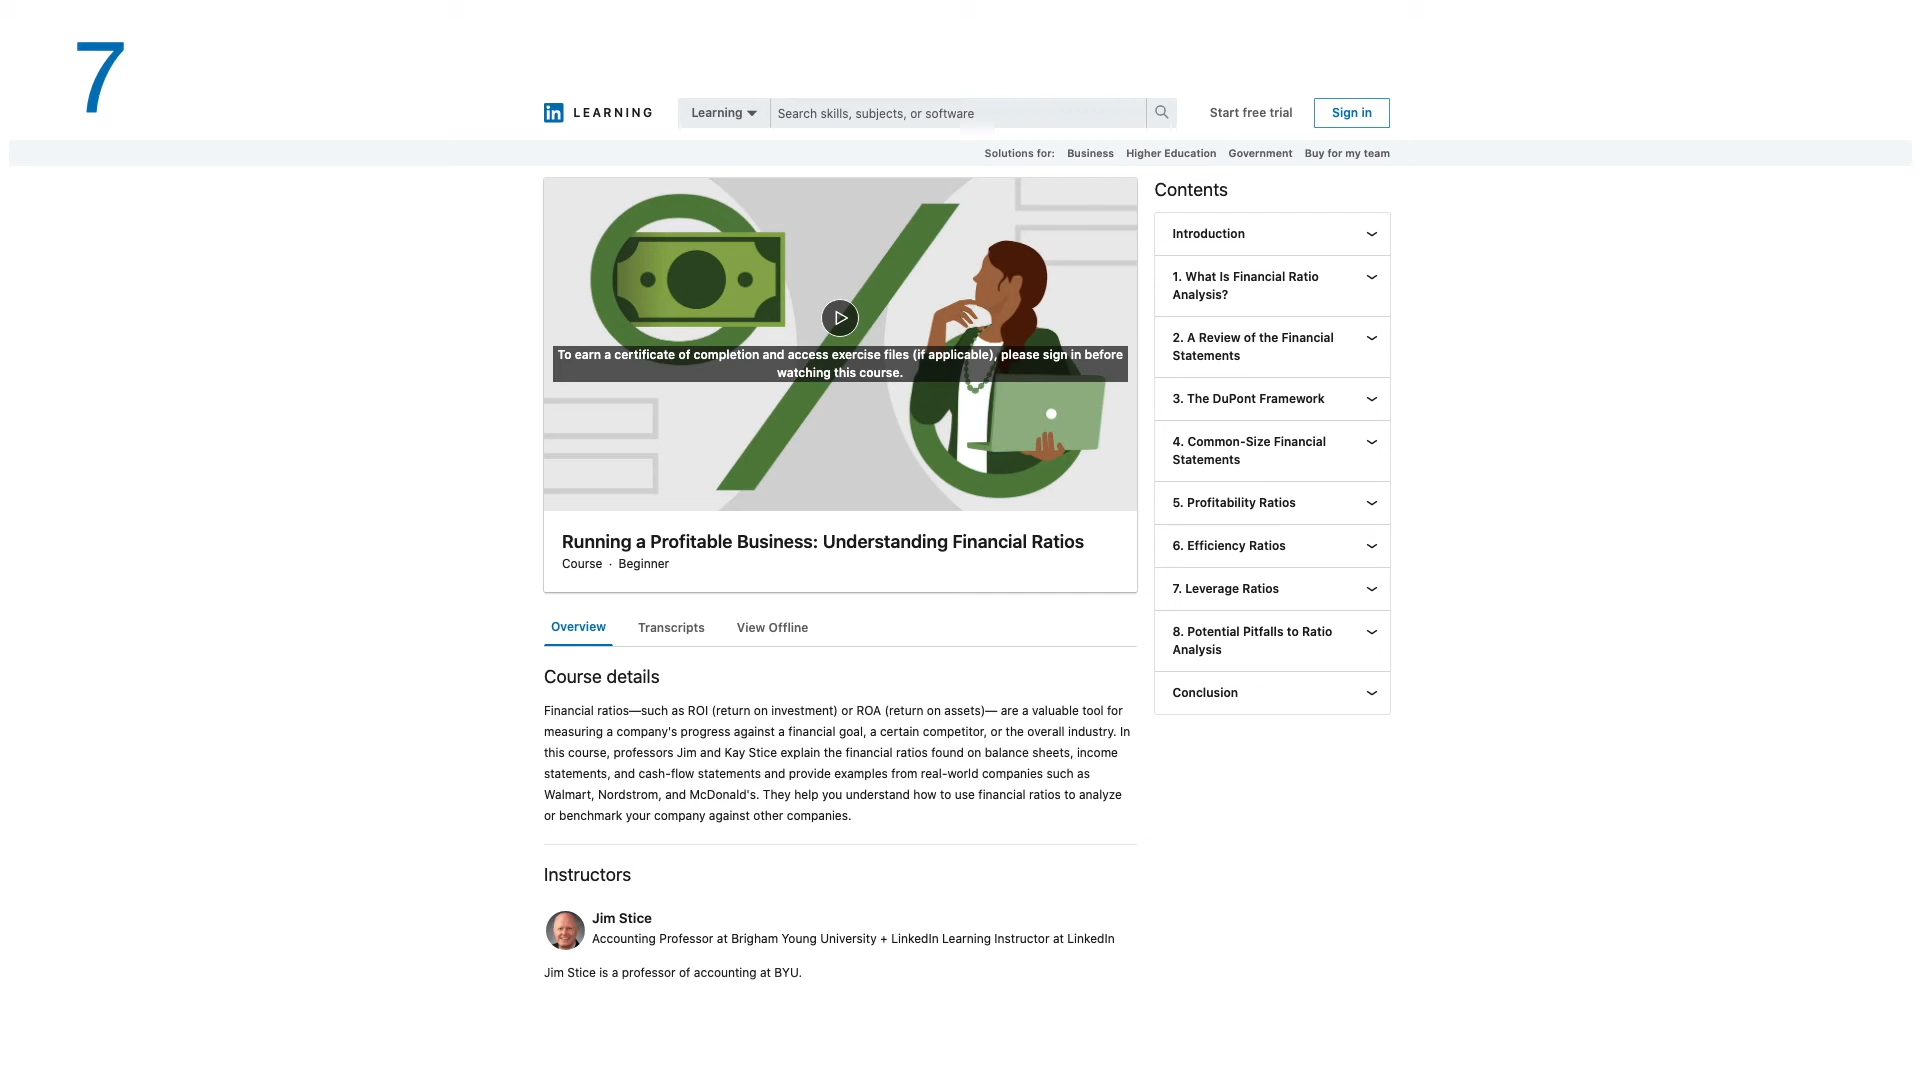 7
in LEARNING
Learning
Search skills, subjects, or software
Start free trial
Sign in
Solutions for: Business Higher Education Government Buy for my team
To earn a certificate of completion and access exercise files (if applicable), please sign in before
watching this course.
Running a Profitable Business: Understanding Financial Ratios
Course · Beginner
Overview Transcripts View Offline
Course details
Financial ratios—such as ROI (return on investment) or ROA (return on assets)— are a valuable tool for
measuring a company's progress against a financial goal, a certain competitor, or the overall industry. In
this course, professors Jim and Kay Stice explain the financial ratios found on balance sheets, income
statements, and cash-flow statements and provide examples from real-world companies such as
Walmart, Nordstrom, and McDonald's. They help you understand how to use financial ratios to analyze
or benchmark your company against other companies.
Instructors
Jim Stice
Accounting Professor at Brigham Young University + LinkedIn Learning Instructor at LinkedIn
Jim Stice is a professor of accounting at BYU.
Contents
Introduction
1. What Is Financial Ratio
Analysis?
2. A Review of the Financial
Statements
3. The DuPont Framework
4. Common-Size Financial
Statements
5. Profitability Ratios
6. Efficiency Ratios
7. Leverage Ratios
8. Potential Pitfalls to Ratio
Analysis
Conclusion